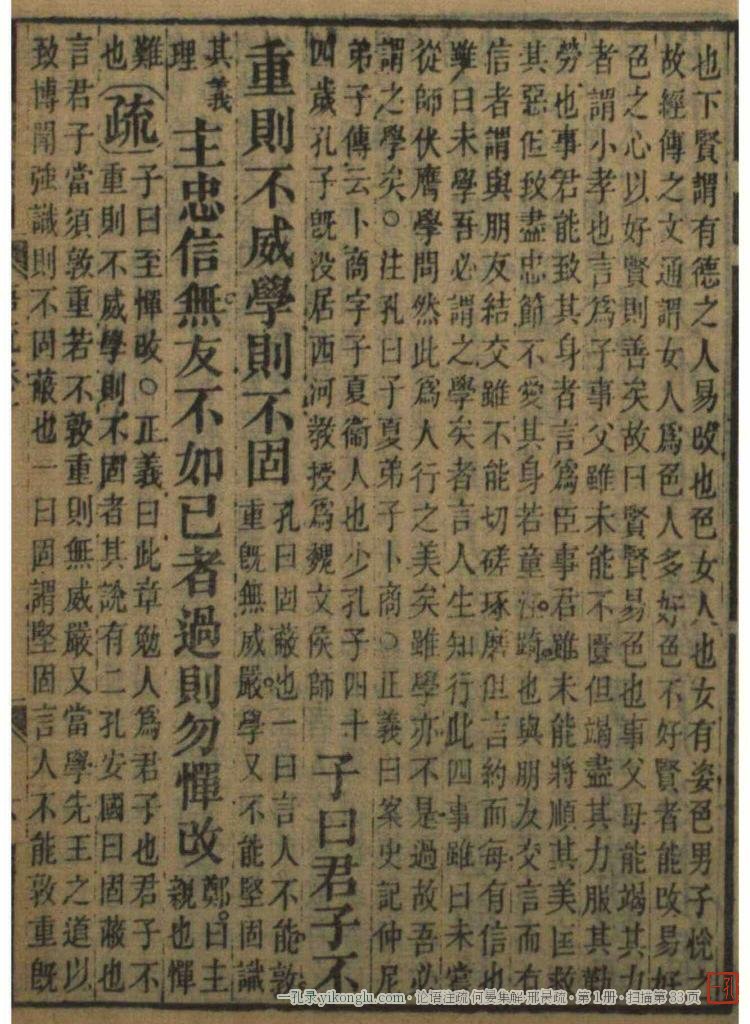 也下賢謂有德之人易改也色女人也女有姿色男子悅之
故經傳之文通謂女人爲色人多好色不好賢者能改易好
色之心以好賢則善矣故曰賢賢易色也事父母能竭其力
者謂小孝也言爲子事父雖未能不匱但竭盡其力服其勤
勞也事君能致其身者言爲臣事君雖未能將順其美匡救
其惡但致盡忠節不愛其身若童汪踦也與朋友交言而有
信者謂與朋友結交雖不能切磋琢磨但言約而每有信也
雖曰未學吾必謂之學矣者言人生知行此四事雖曰未嘗
從師伏膺學問然此爲人行之美矣雖學亦不是過故吾必
謂之學矣○注孔曰子夏弟子卜商○正義曰案史記仲尼
弟子傳云卜商字子夏衞人也少孔子四十
四歲孔子旣没居西河教授爲魏文侯師
子曰君子不
重則不威學則不固
孔曰固蔽也一曰言人不能敦
重旣無威嚴學又不能堅固識
其義
理
主忠信無友不如已者過則勿憚改
鄭曰主
親也憚
難
也
疏
子曰至憚改○正義曰此章勉人爲君子也君子不
重則不威學則不固者其說有二孔安國曰固蔽也
言君子當須敦重若不敦重則無威嚴又當學先王之道以
致博聞強識則不固蔽也一曰固謂堅固言人不能敦重旣
一孔录yikonglu.com · 论语注疏.何晏集解.邢昺疏 · 第1册 · 扫描第83页